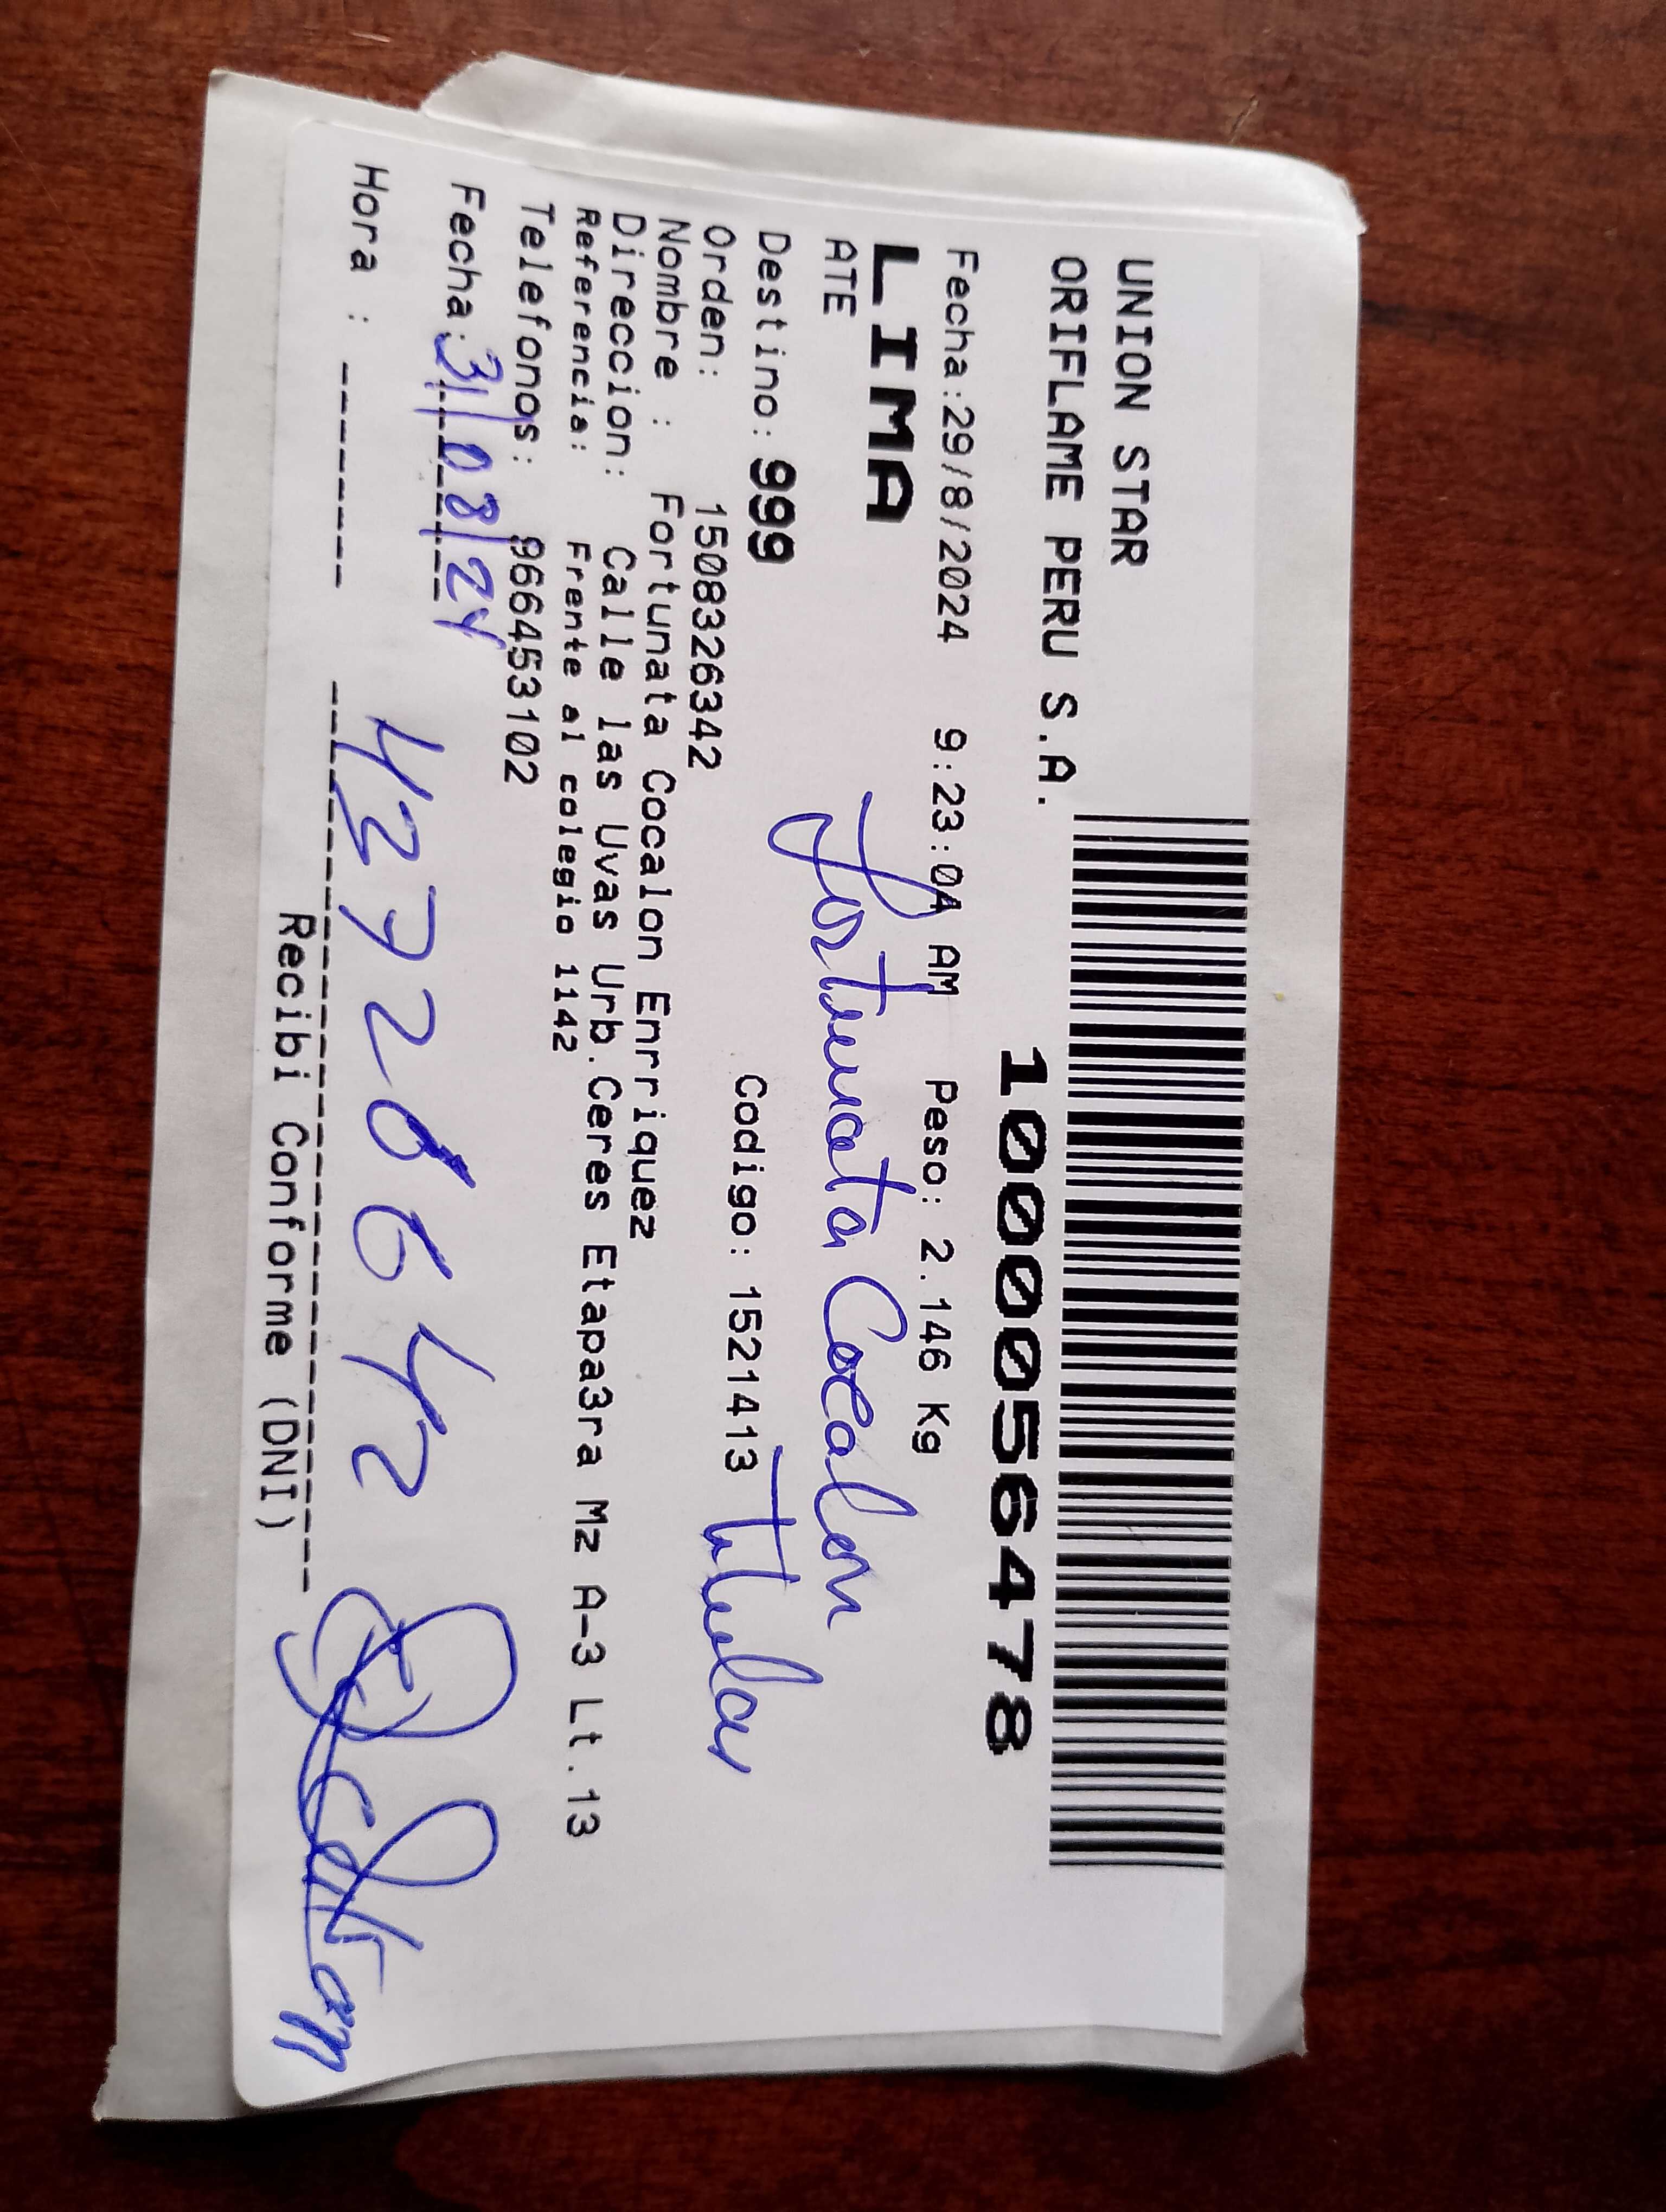 UNION STAR
ORIFLAME PERU S.A.
1000056478
Fecha:29/8/2024 9:23:04 AM Peso: 2.146 Kg
LIMA
ATE
Fortunata Cocalon
Destino: 999 Codigo: 1521413 Titular
Orden: 1508326342
Nombre : Fortunata Cocalon Enrriquez
Direccion: Calle las Uvas Urb.Ceres Etapa3ra Mz A-3 Lt.13
Referencia: Frente al colegio 1142
Telefonos: 966453102
Fecha: 31/08/24
Hora :
Recibi Conforme (DNI)